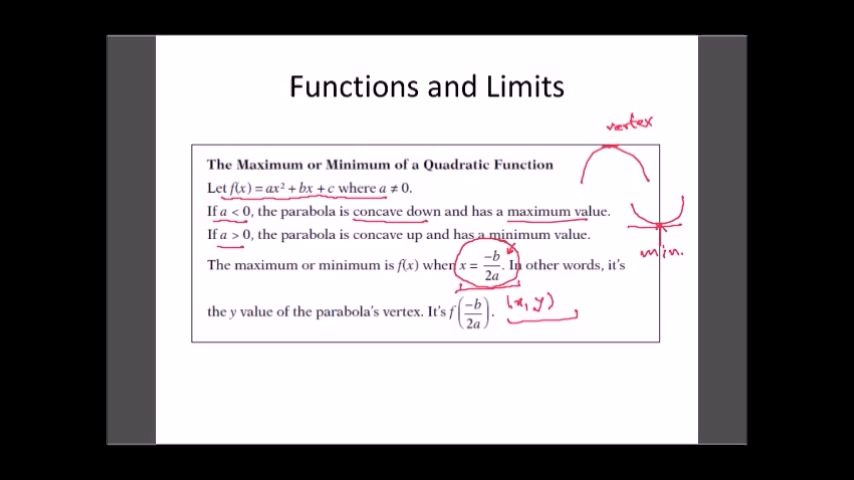 Functions and Limits
vertex
The Maximum or Minimum of a Quadratic Function
Let f(x) = ax² + bx + c where a ≠ 0.
If a < 0, the parabola is concave down and has a maximum value.
If a > 0, the parabola is concave up and has a minimum value.
min.
The maximum or minimum is f(x) when x = -b/2a. In other words, it's
the y value of the parabola's vertex. It's f(-b/2a). (x, y)